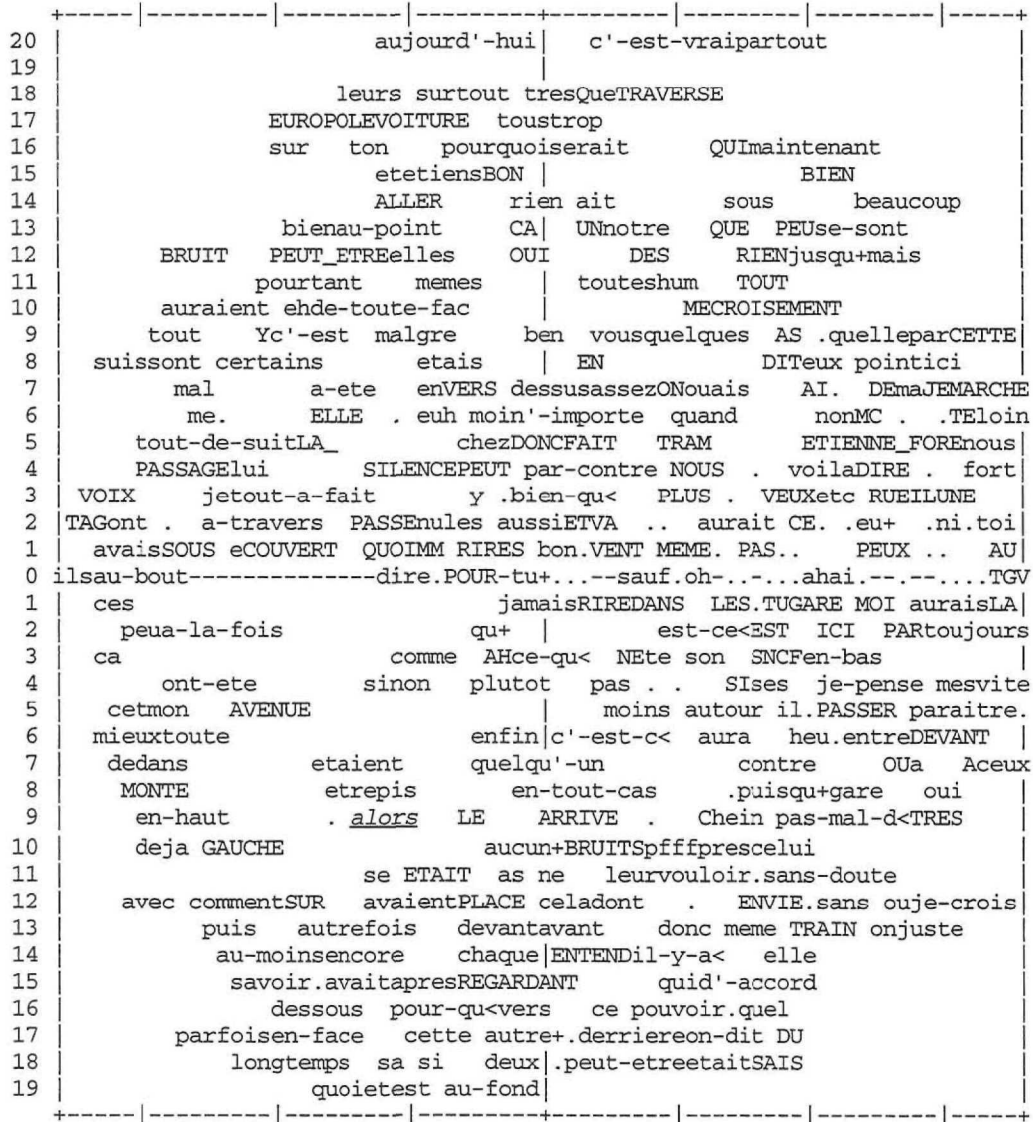 +-----|---------|---------|---------+---------|---------|---------|-----+
20 | aujourd'-hui| c'-est-vraipartout |
19 | | |
18 | leurs surtout tresQueTRAVERSE |
17 | EUROPOLEVOITURE toustrop |
16 | sur ton pourquoiserait QUImaintenant |
15 | etetiensBON | BIEN |
14 | ALLER rien ait sous beaucoup |
13 | bienau-point CA| UNnotre QUE PEUse-sont |
12 | BRUIT PEUT_ETREelles OUI DES RIENjusqu+mais |
11 | pourtant memes | touteshum TOUT |
10 | auraient ehde-toute-fac | MECROISEMENT |
9 | tout Yc'-est malgre ben vousquelques AS .quelleparCETTE|
8 | suissont certains etais | EN DITeux pointici |
7 | mal a-ete enVERS dessusassezONouais AI. DEmaJEMARCHE
6 | me. ELLE . euh moin'-importe quand nonMC . .TEloin
5 | tout-de-suitLA_ chezDONCFAIT TRAM ETIENNE_FOREnous|
4 | PASSAGElui SILENCEPEUT par-contre NOUS . voilaDIRE . fort|
3 | VOIX jetout-a-fait y .bien-qu< PLUS . VEUXetc RUEILUNE |
2 |TAGont . a-travers PASSEnules aussiETVA .. aurait CE. .eu+ .ni.toi|
1 | avaisSOUS eCOUVERT QUOIMM RIRES bon.VENT MEME. PAS.. PEUX .. AU|
0 ilsau-bout--------------dire.POUR-tu+...--sauf.oh-..-...ahai.--.--....TGV
1 | ces jamaisRIREDANS LES.TUGARE MOI auraisLA|
2 | peua-la-fois qu+ | est-ce<EST ICI PARtoujours
3 | ca comme AHce-qu< NEte son SNCFen-bas |
4 | ont-ete sinon plutot pas . . SIses je-pense mesvite
5 | cetmon AVENUE | moins autour il.PASSER paraitre.
6 | mieuxtoute enfin|c'-est-c< aura heu.entreDEVANT |
7 | dedans etaient quelqu'-un contre OUa Aceux
8 | MONTE etrepis en-tout-cas .puisqu+gare oui |
9 | en-haut . alors LE ARRIVE . Chein pas-mal-d<TRES |
10 | deja GAUCHE aucun+BRUITSpfffprescelui |
11 | se ETAIT as ne leurvouloir.sans-doute |
12 | avec commentSUR avaientPLACE celadont . ENVIE.sans ouje-crois|
13 | puis autrefois devantavant donc meme TRAIN onjuste |
14 | au-moinsencore chaque|ENTENDil-y-a< elle |
15 | savoir.avaitapresREGARDANT quid'-accord |
16 | dessous pour-qu<vers ce pouvoir.quel |
17 | parfoisen-face cette autre+.derriereon-dit DU |
18 | longtemps sa si deux|.peut-etreetaitSAIS |
19 | quoietest au-fond| |
+-----|---------|---------|---------+---------|---------|---------|-----+